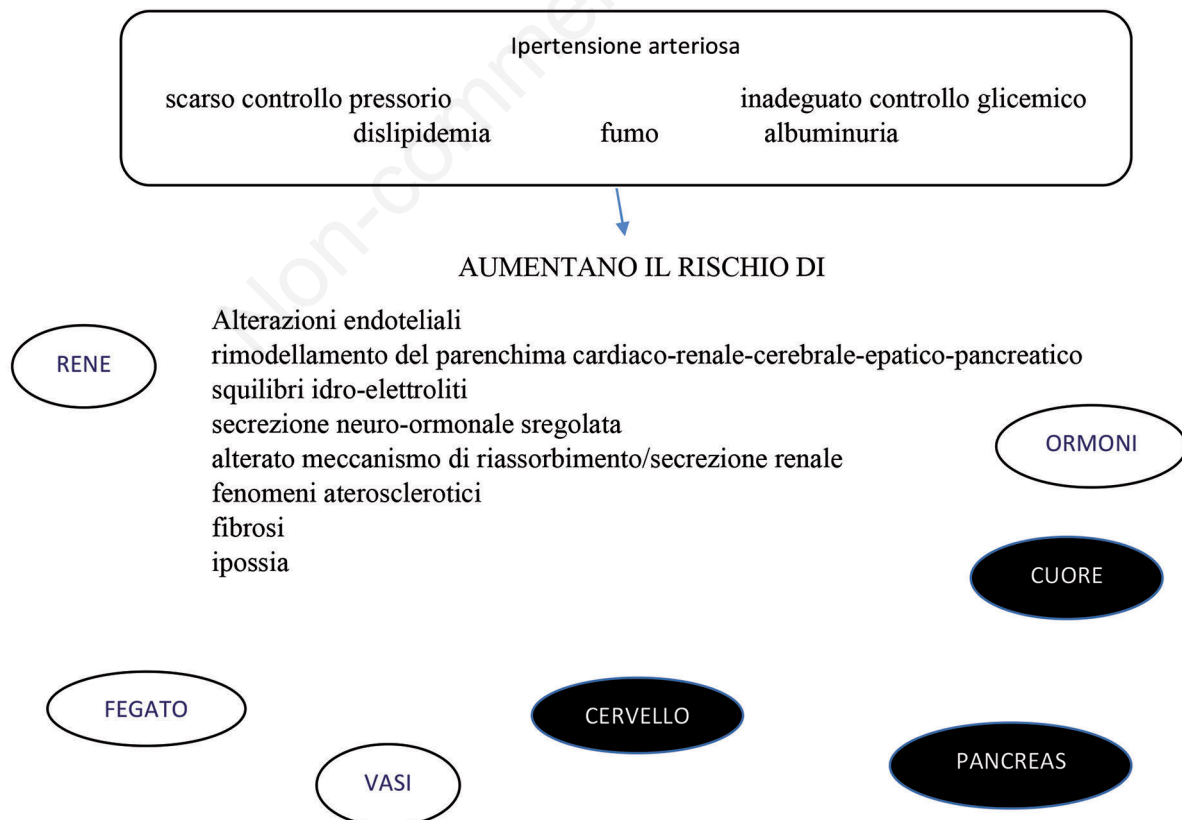 Ipertensione arteriosa
scarso controllo pressorio inadeguato controllo glicemico
dislipidemia fumo albuminuria
AUMENTANO IL RISCHIO DI
Alterazioni endoteliali
rimodellamento del parenchima cardiaco-renale-cerebrale-epatico-pancreatico
squilibri idro-elettroliti
secrezione neuro-ormonale sregolata
alterato meccanismo di riassorbimento/secrezione renale
fenomeni aterosclerotici
fibrosi
ipossia
RENE
ORMONI
CUORE
FEGATO
CERVELLO
VASI
PANCREAS